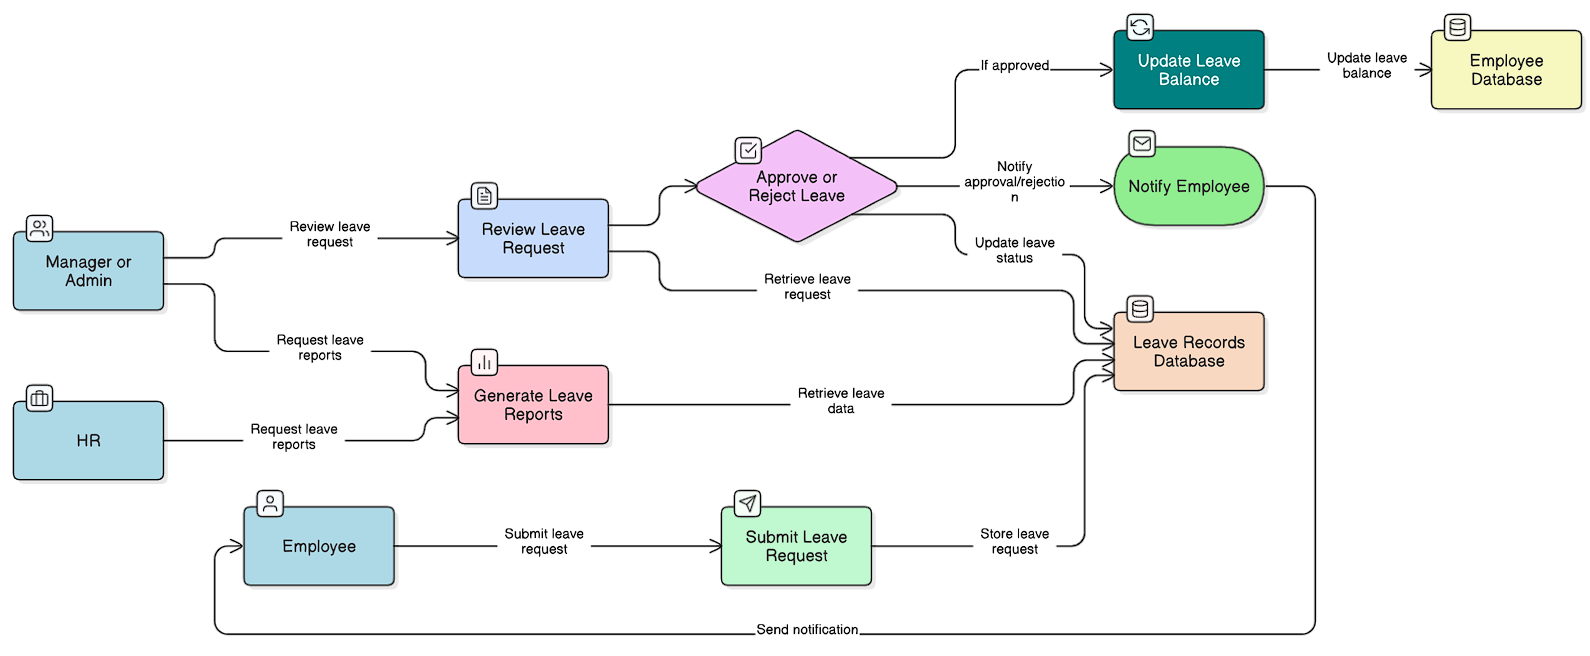 If approved
Update Leave
Balance
Update leave
balance
Employee
Database
Approve or
Reject Leave
Notify
approval/rejectio
n
Notify Employee
Review leave
request
Review Leave
Request
Manager or
Admin
Update leave
status
Retrieve leave
request
Leave Records
Database
Request leave
reports
Generate Leave
Reports
Retrieve leave
data
HR
Request leave
reports
Employee
Submit leave
request
Submit Leave
Request
Store leave
request
Send notification